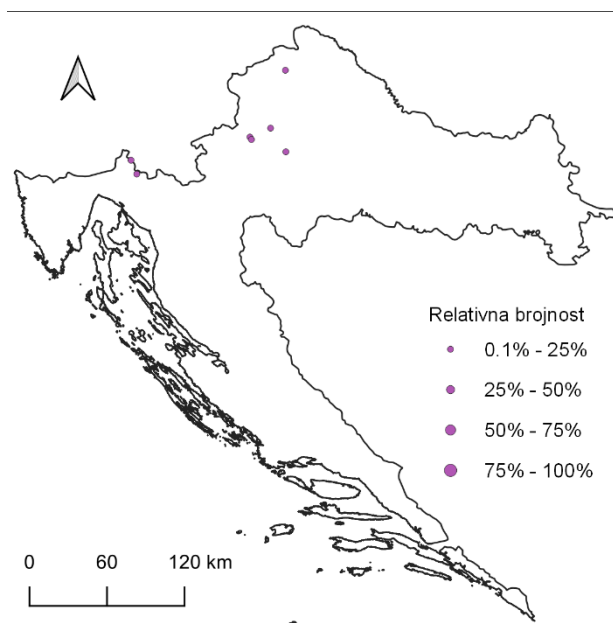 Relativna brojnost
0.1% - 25%
25% - 50%
50% - 75%
75% - 100%
0 60 120 km